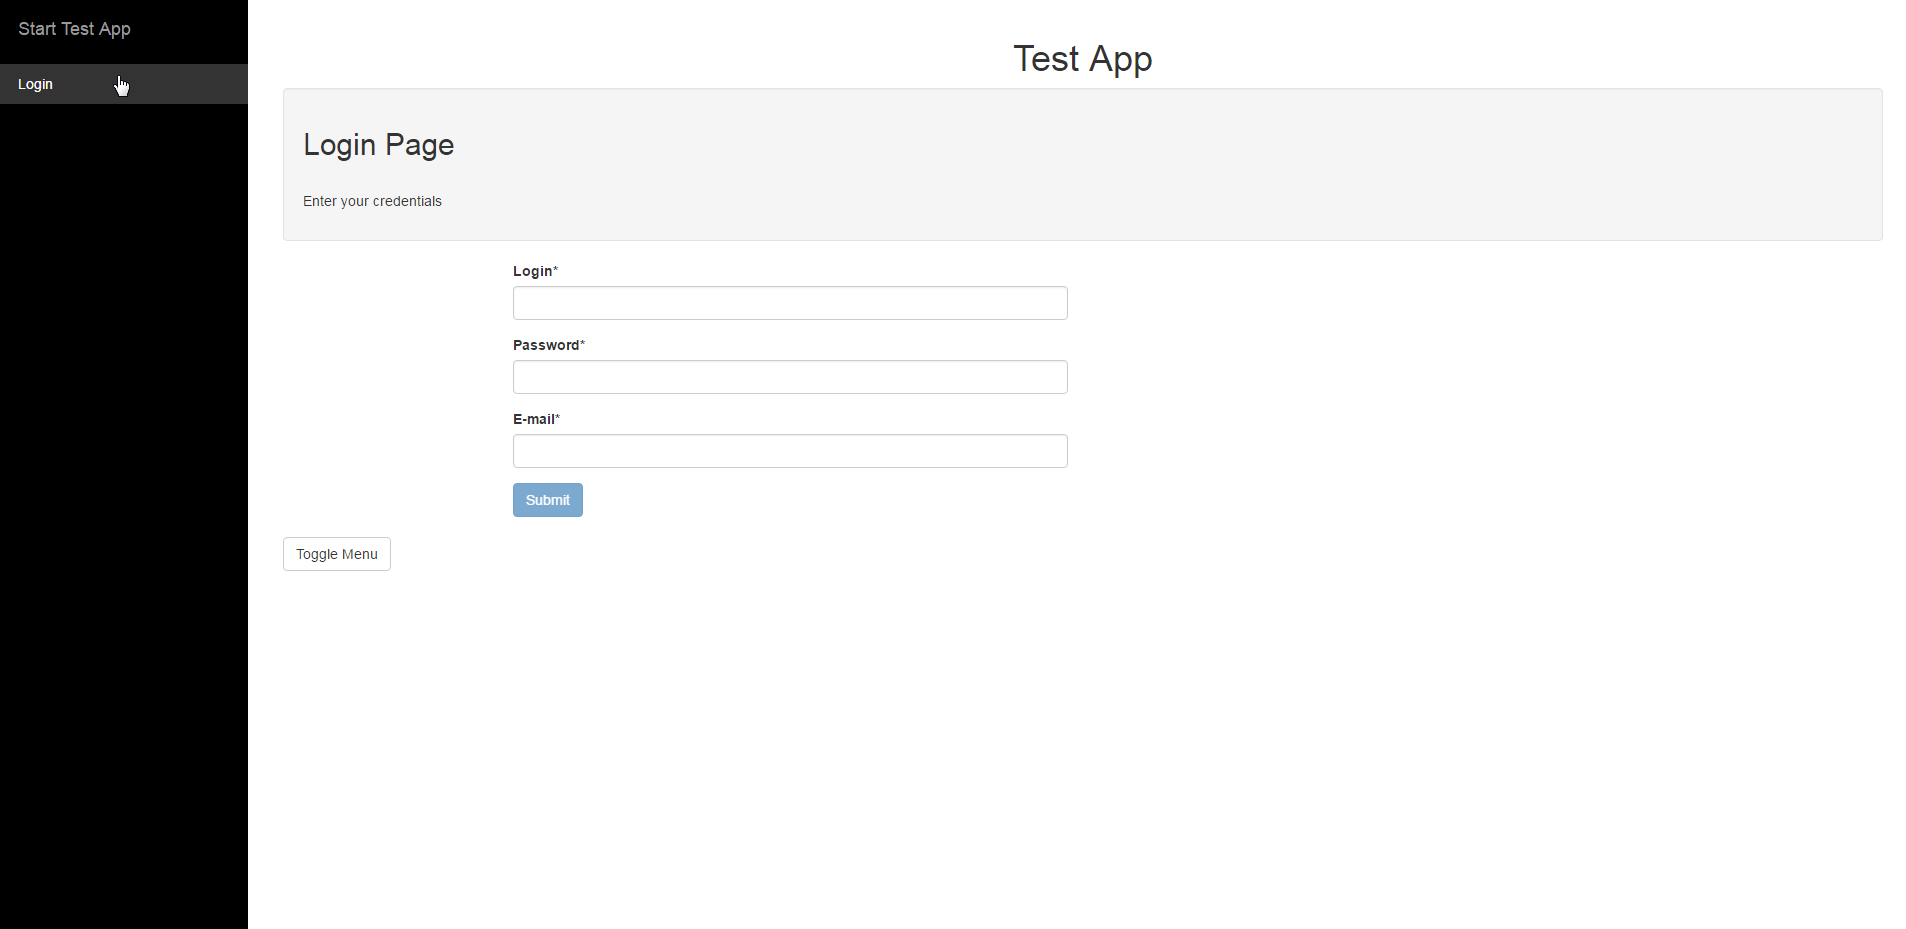 Start Test App
Login
Test App
Login Page
Enter your credentials
Login*
Password*
E-mail*
Submit
Toggle Menu